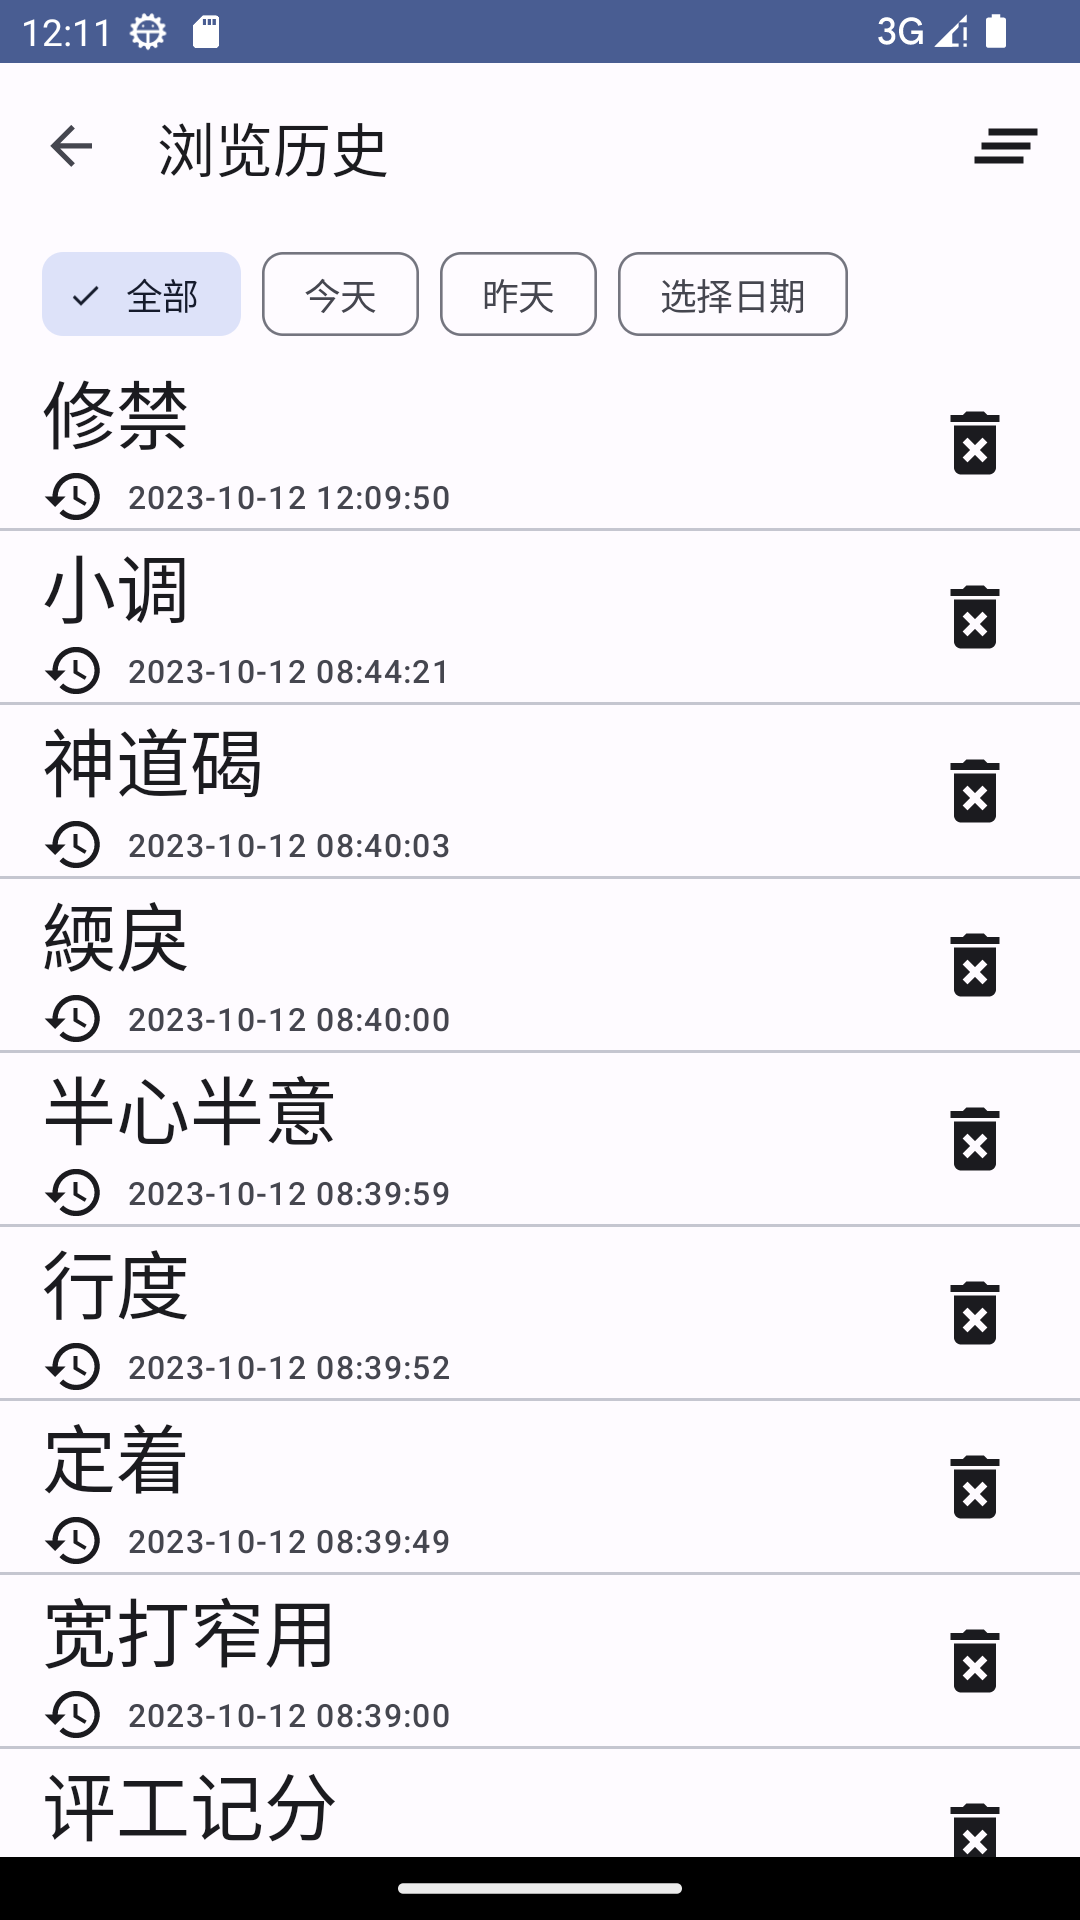 12:11 3G
浏览历史
全部 今天 昨天 选择日期
修禁
2023-10-12 12:09:50
小调
2023-10-12 08:44:21
神道碣
2023-10-12 08:40:03
緛戾
2023-10-12 08:40:00
半心半意
2023-10-12 08:39:59
行度
2023-10-12 08:39:52
定着
2023-10-12 08:39:49
宽打窄用
2023-10-12 08:39:00
评工记分